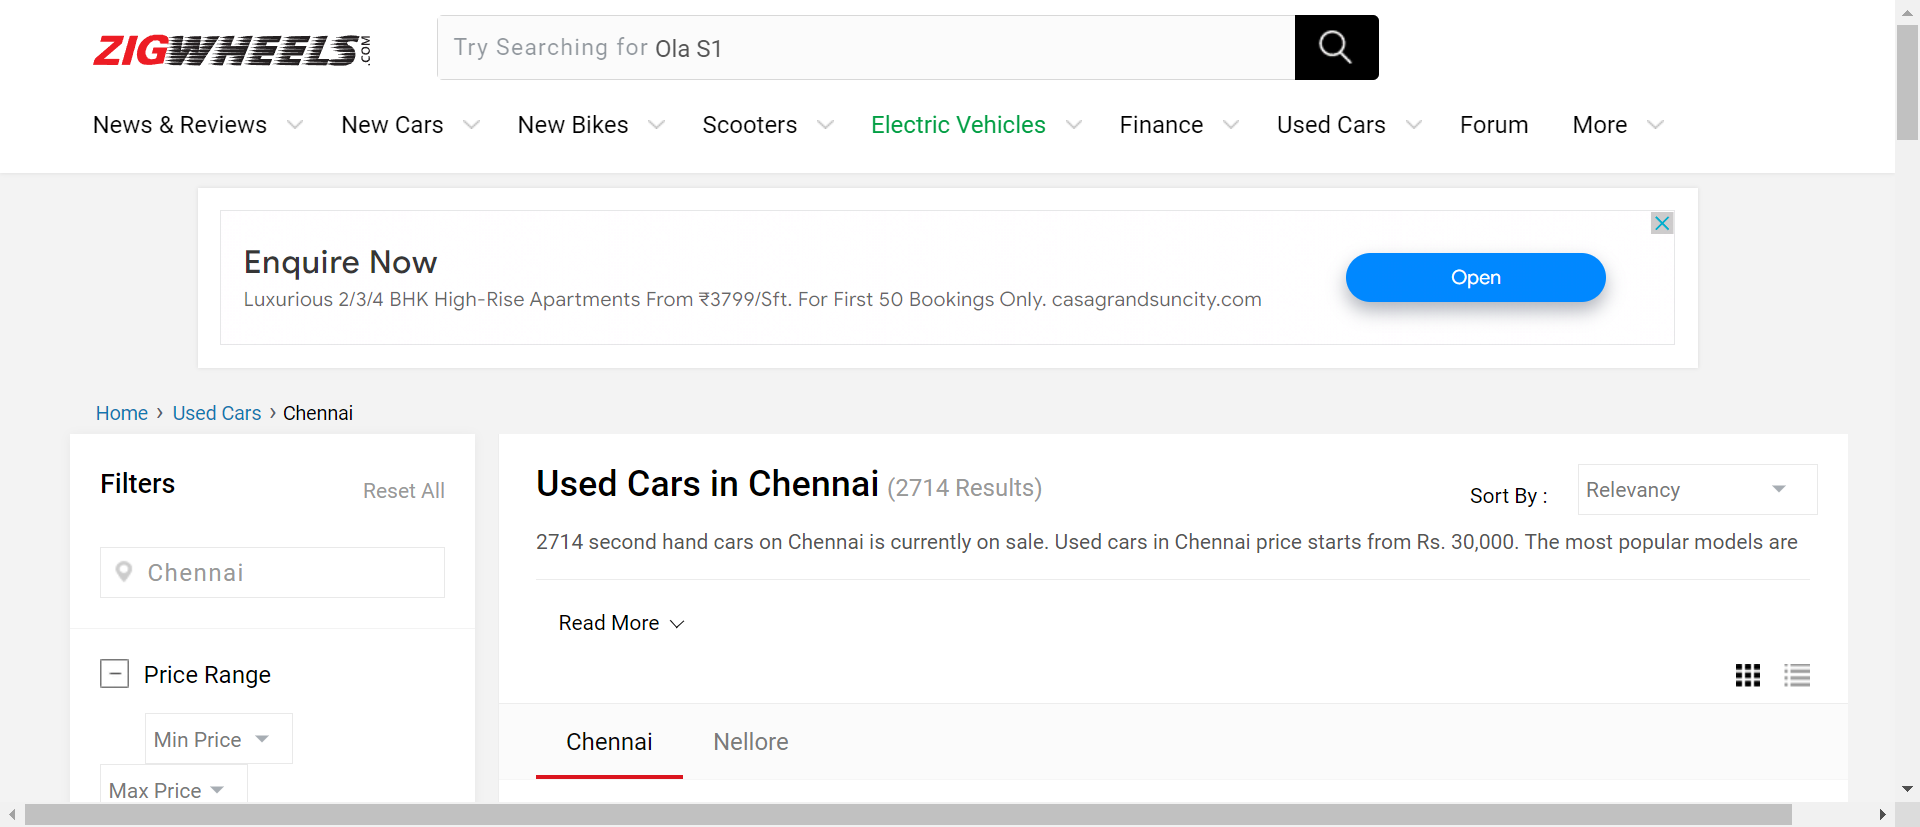 ZIGWHEELS.COM
Try Searching for Ola S1
News & Reviews New Cars New Bikes Scooters Electric Vehicles Finance Used Cars Forum More
Enquire Now
Luxurious 2/3/4 BHK High-Rise Apartments From ₹3799/Sft. For First 50 Bookings Only. casagrandsuncity.com
Open
Home › Used Cars › Chennai
Filters
Reset All
Chennai
Price Range
Min Price
Max Price
Used Cars in Chennai (2714 Results)
Sort By :
Relevancy
2714 second hand cars on Chennai is currently on sale. Used cars in Chennai price starts from Rs. 30,000. The most popular models are
Read More
Chennai Nellore